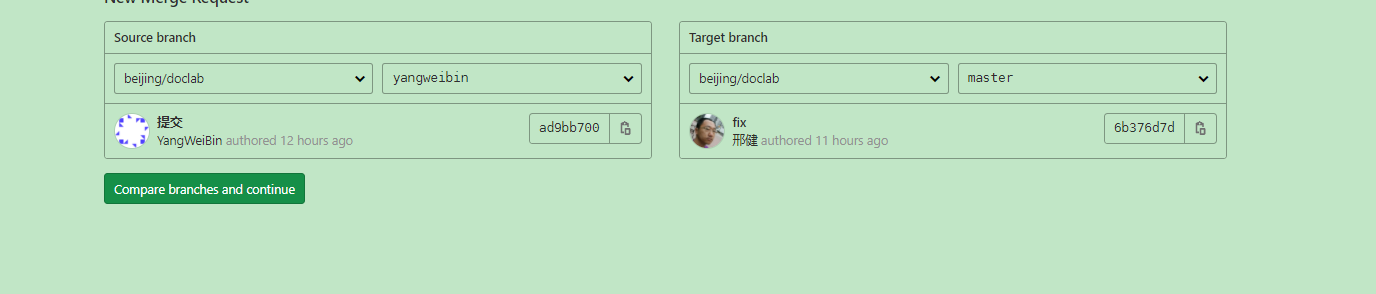 New Merge Request
Source branch
beijing/doclab
yangweibin
提交
YangWeiBin authored 12 hours ago
ad9bb700
Target branch
beijing/doclab
master
fix
邢健 authored 11 hours ago
6b376d7d
Compare branches and continue